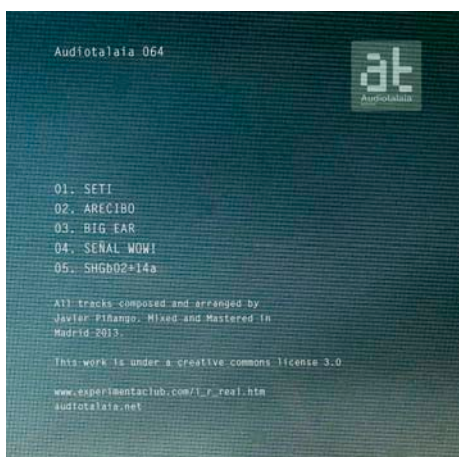 Audiotalaia 064
at
Audiotalaia
01. SETI
02. ARECIBO
03. BIG EAR
04. SEÑAL WOW!
05. SHGb02+14a
All tracks composed and arranged by
Javier Piñango. Mixed and Mastered in
Madrid 2013.
This work is under a creative commons license 3.0
www.experimentaclub.com/i_r_real.htm
audiotalaia.net